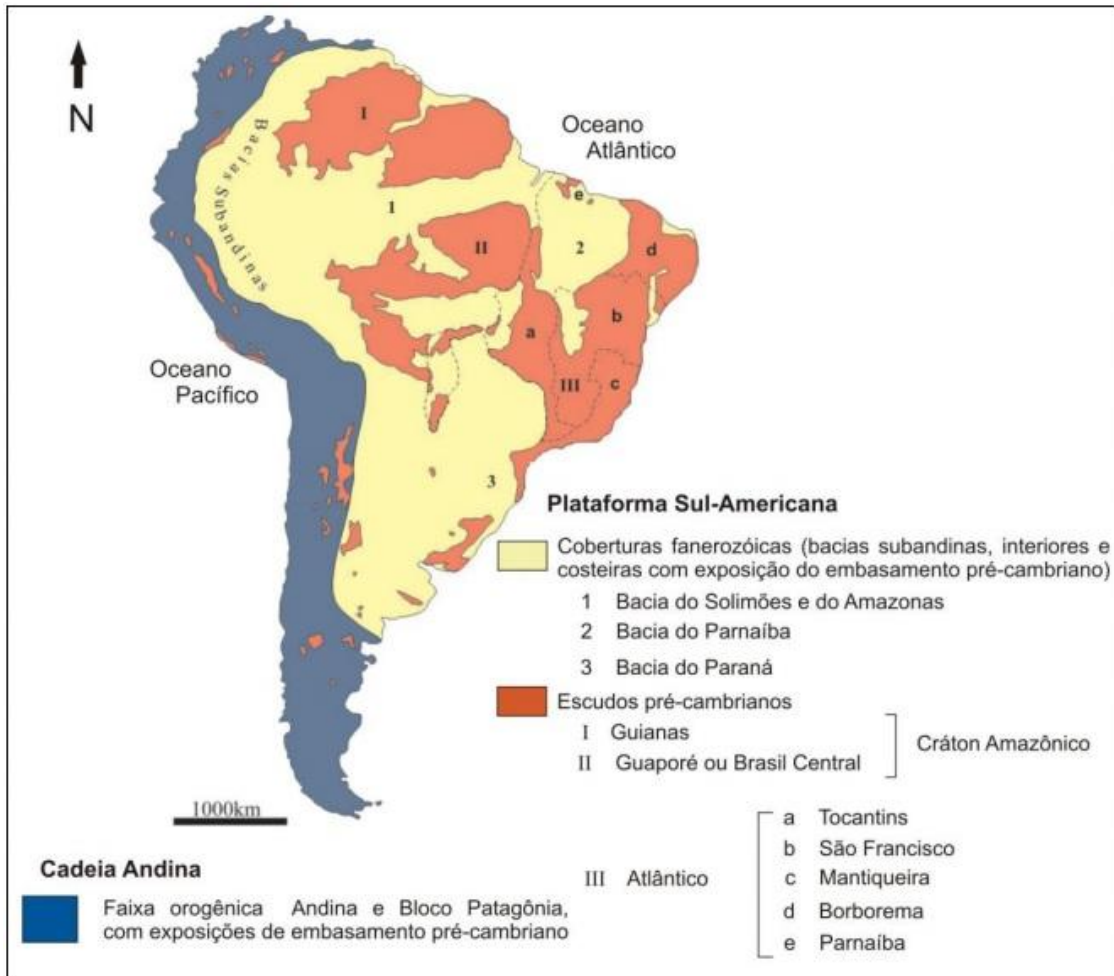 N
Oceano
Atlântico
Bacias Subandinas
I
1
II
e
2
d
b
a
III
c
Oceano
Pacífico
3
Plataforma Sul-Americana
Coberturas fanerozóicas (bacias subandinas, interiores e
costeiras com exposição do embasamento pré-cambriano)
1 Bacia do Solimões e do Amazonas
2 Bacia do Parnaíba
3 Bacia do Paraná
Escudos pré-cambrianos
I Guianas
II Guaporé ou Brasil Central
Cráton Amazônico
1000km
III Atlântico
a Tocantins
b São Francisco
c Mantiqueira
d Borborema
e Parnaíba
Cadeia Andina
Faixa orogênica Andina e Bloco Patagônia,
com exposições de embasamento pré-cambriano